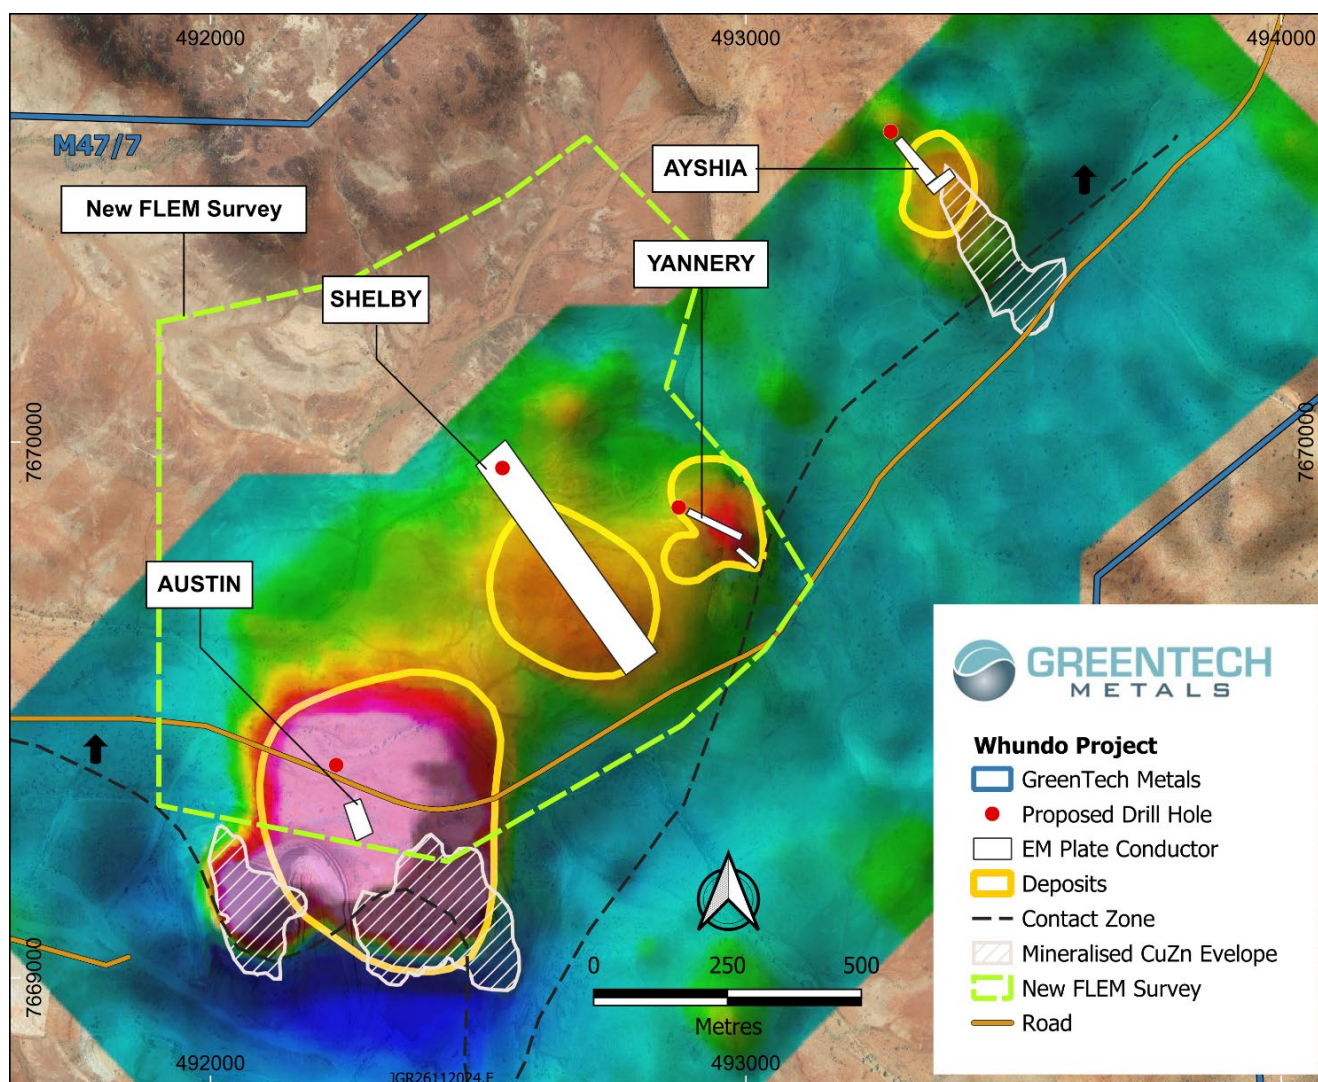 492000
493000
494000
M47/7
AYSHIA
New FLEM Survey
YANNERY
SHELBY
7670000
7670000
AUSTIN
GREENTECH
METALS
Whundo Project
GreenTech Metals
Proposed Drill Hole
EM Plate Conductor
Deposits
Contact Zone
Mineralised CuZn Evelope
New FLEM Survey
Road
0 250 500
Metres
7669000
492000
493000
JGR26112024 F